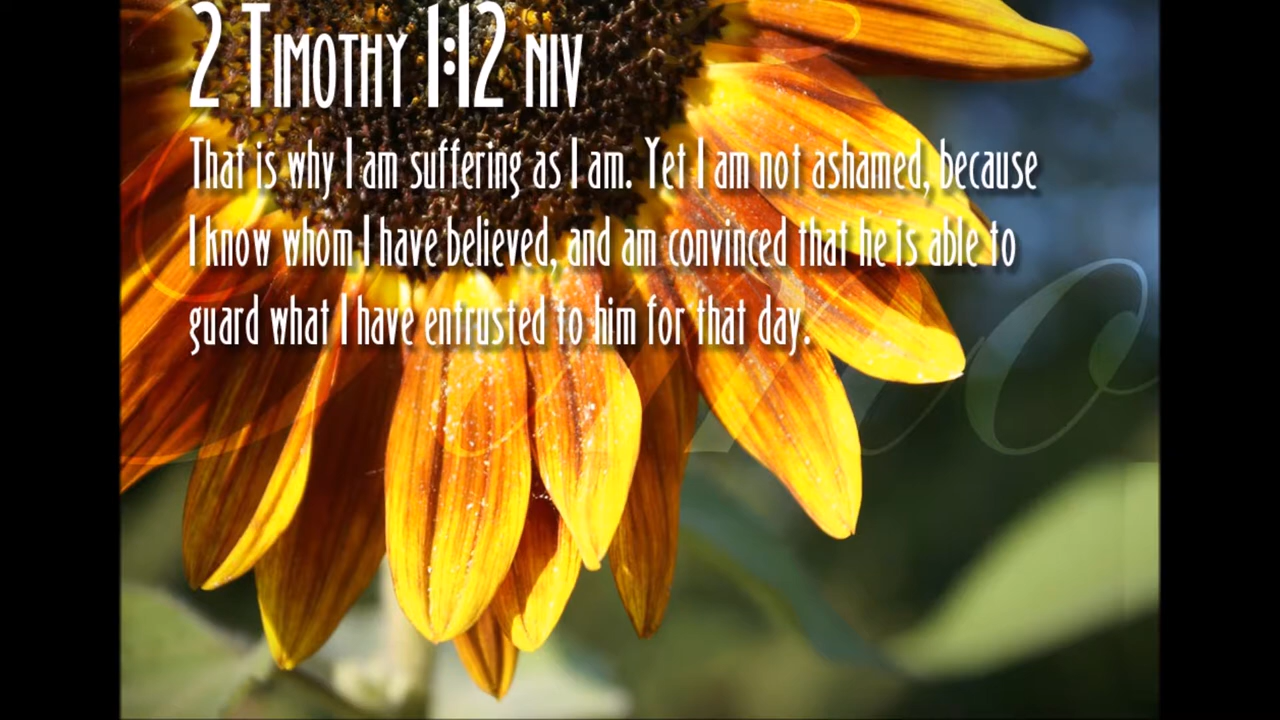 2 Timothy 1:12 NIV
That is why I am suffering as I am. Yet I am not ashamed, because
I know whom I have believed, and am convinced that he is able to
guard what I have entrusted to him for that day.